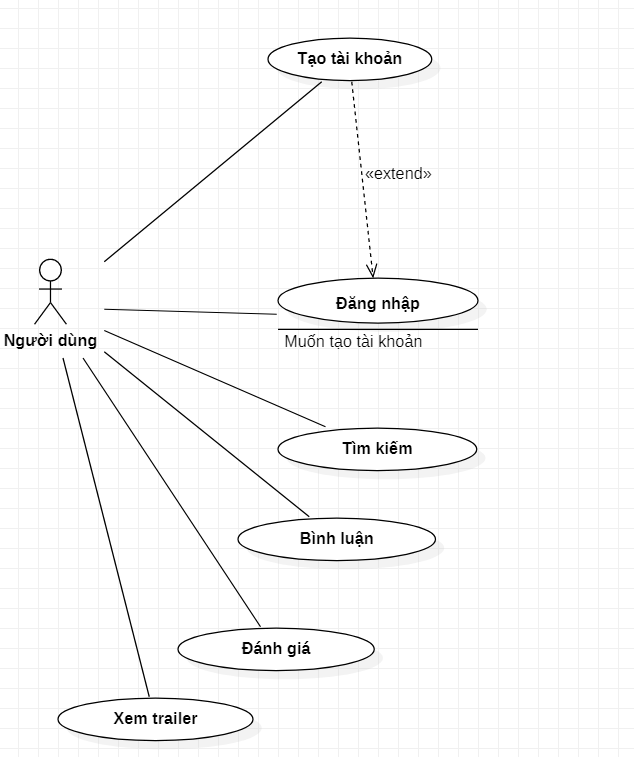 Tạo tài khoản
«extend»
Đăng nhập
Muốn tạo tài khoản
Người dùng
Tìm kiếm
Bình luận
Đánh giá
Xem trailer